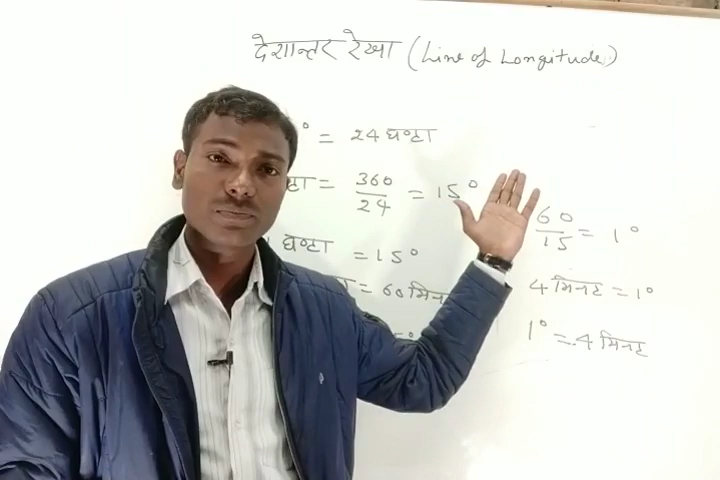 देशान्तर रेखा (Line of Longitude)
° = 24 घण्टा
टा = 360/24 = 15°
घण्टा = 15°
= 60 मिन
5°
60/15 = 1°
4 मिनट = 1°
1° = 4 मिनट